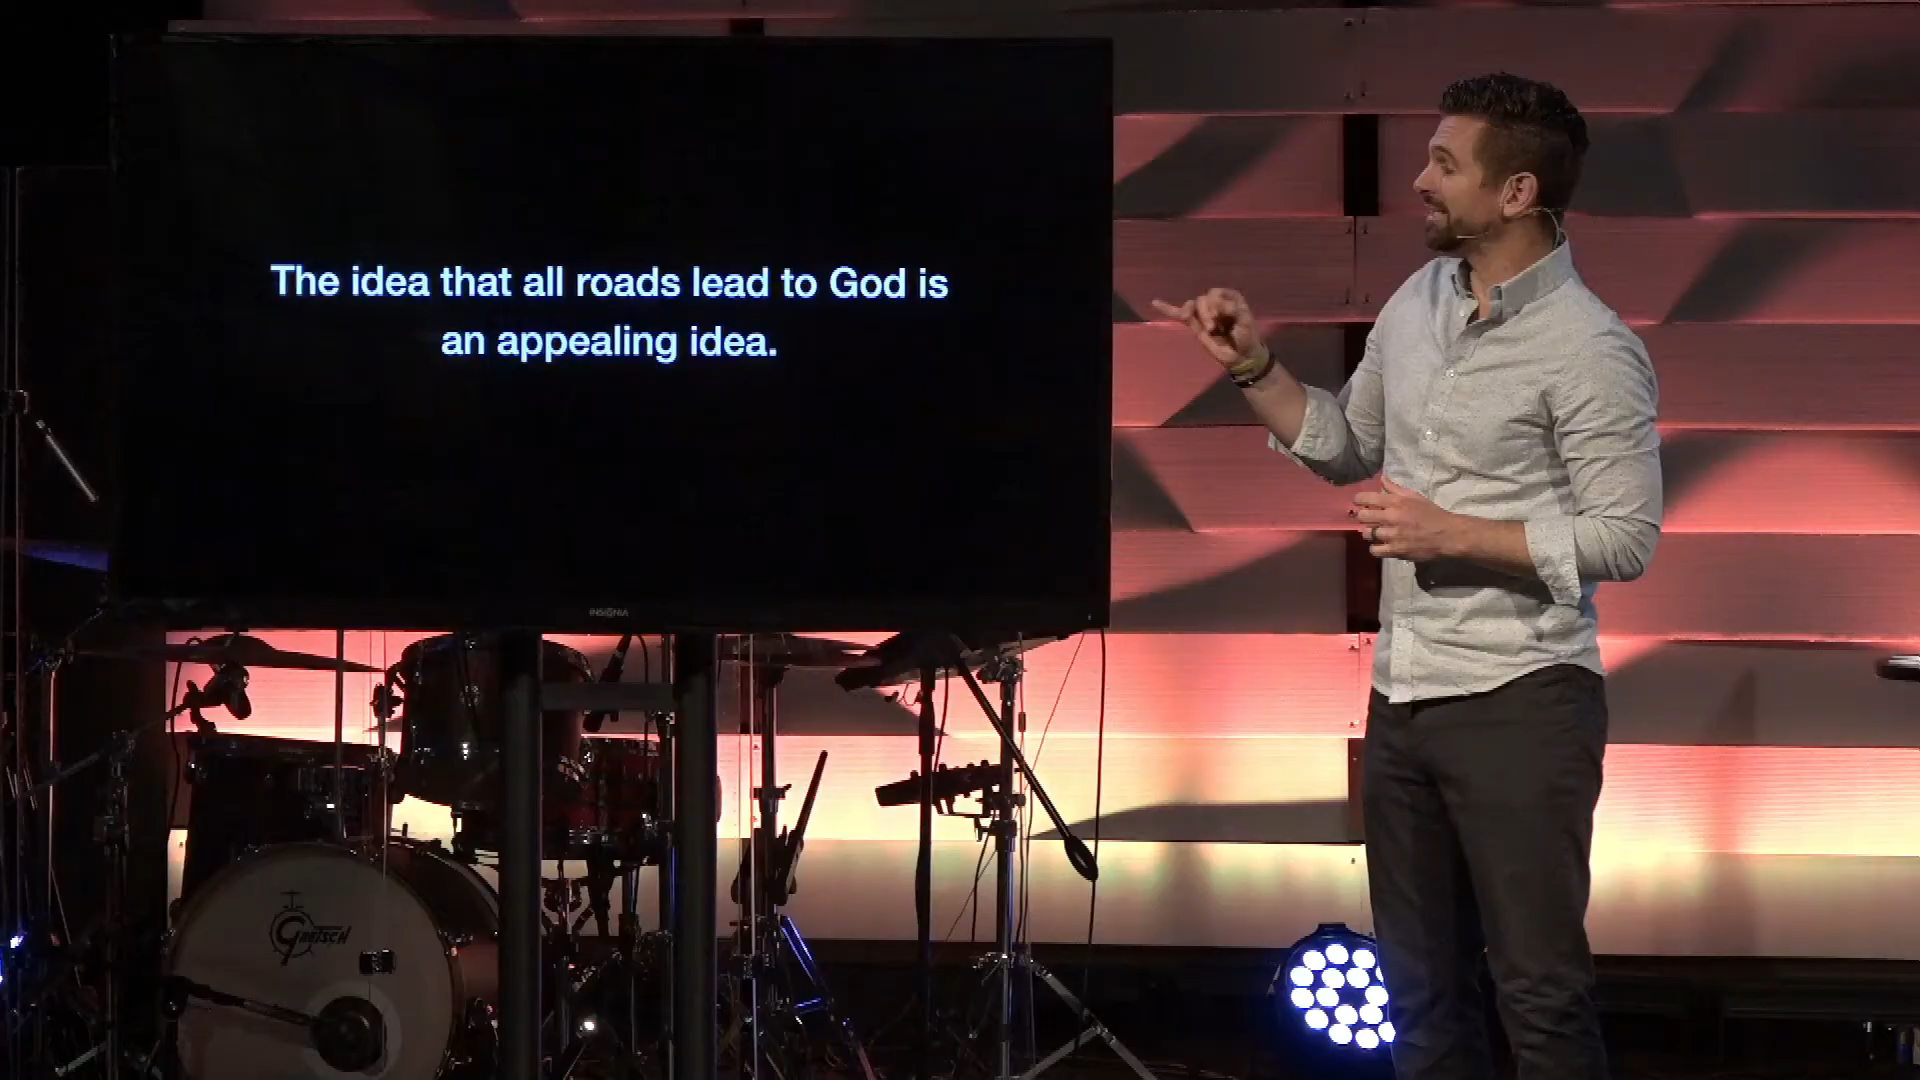 The idea that all roads lead to God is
an appealing idea.
INSIGNIA
GRETSCH